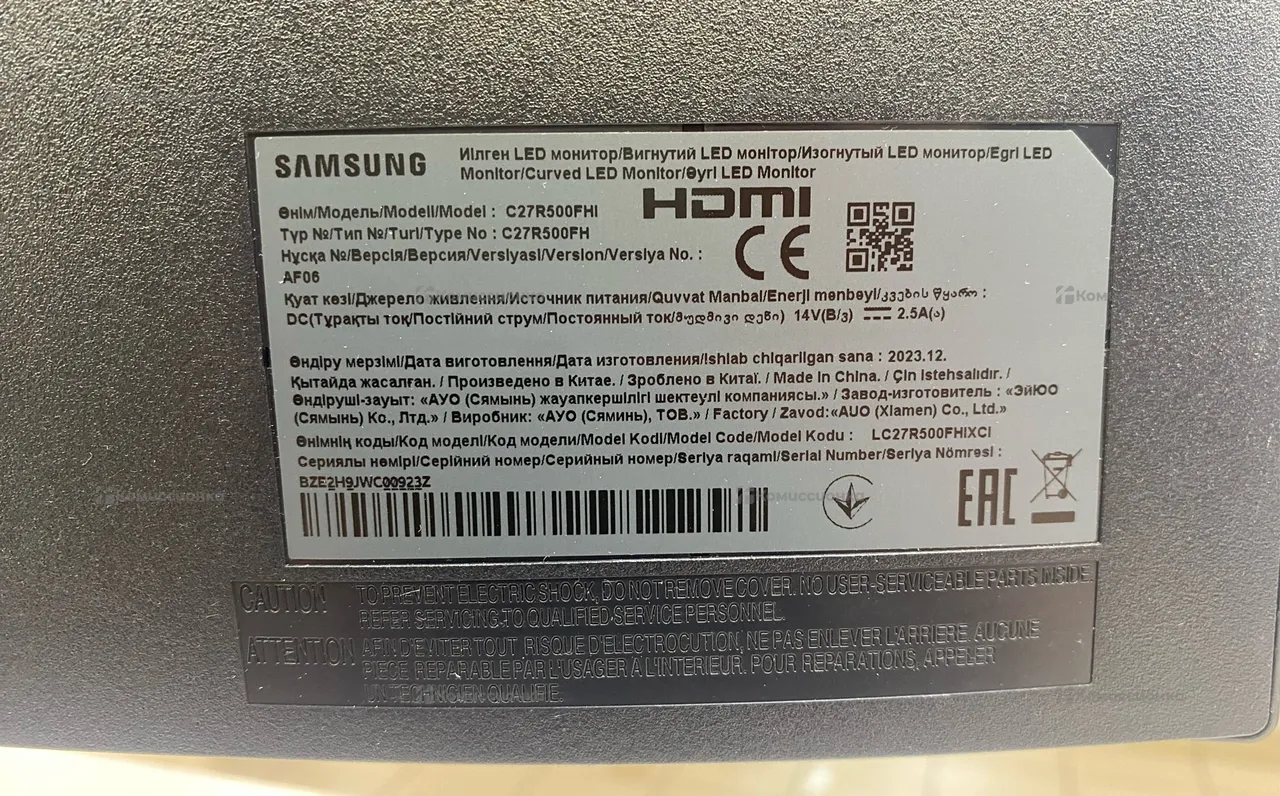 SAMSUNG
Иілген LED монитор/Вигнутий LED монітор/Изогнутый LED монитор/Egri LED
Monitor/Curved LED Monitor/Əyri LED Monitor
HDMI
Өнім/Модель/Modeli/Model : C27R500FHI
Түр №/Тип №/Turi/Type No : C27R500FH
Нұсқа №/Версія/Версия/Versiyasi/Version/Versiya No. :
AF06
CE
Қуат көзі/Джерело живлення/Источник питания/Quvvat Manbai/Enerji mənbəyi/კვების წყარო :
DC(Тұрақты ток/Постійний струм/Постоянный ток/მუდმივი დენი) 14V(В/ვ) ⎓ 2.5A(ა)
Өндіру мерзімі/Дата виготовлення/Дата изготовления/Ishlab chiqarilgan sana : 2023.12.
Қытайда жасалған. / Произведено в Китае. / Зроблено в Китаї. / Made in China. / Çin istehsalıdır. /
Өндіруші-зауыт: «АУО (Сямынь) жауапкершілігі шектеулі компаниясы.» / Завод-изготовитель : «ЭйЮО
(Сямынь) Ко., Лтд.» / Виробник: «АУО (Сяминь), ТОВ.» / Factory / Zavod:«AUO (Xiamen) Co., Ltd.»
Өнімнің коды/Код моделі/Код модели/Model Kodi/Model Code/Model Kodu : LC27R500FHIXCI
Сериялы нөмірі/Серійний номер/Серийный номер/Seriya raqami/Serial Number/Seriya Nömrəsi :
BZE2H9JWC00923Z
EAC
CAUTION TO PREVENT ELECTRIC SHOCK, DO NOT REMOVE COVER. NO USER-SERVICEABLE PARTS INSIDE.
REFER SERVICING TO QUALIFIED SERVICE PERSONNEL.
ATTENTION AFIN D'EVITER TOUT RISQUE D'ELECTROCUTION, NE PAS ENLEVER L'ARRIERE. AUCUNE
PIECE REPARABLE PAR L'USAGER A L'INTERIEUR. POUR REPARATIONS, APPELER
UN TECHNICIEN QUALIFIE.
Комиссионка
Комиссионка